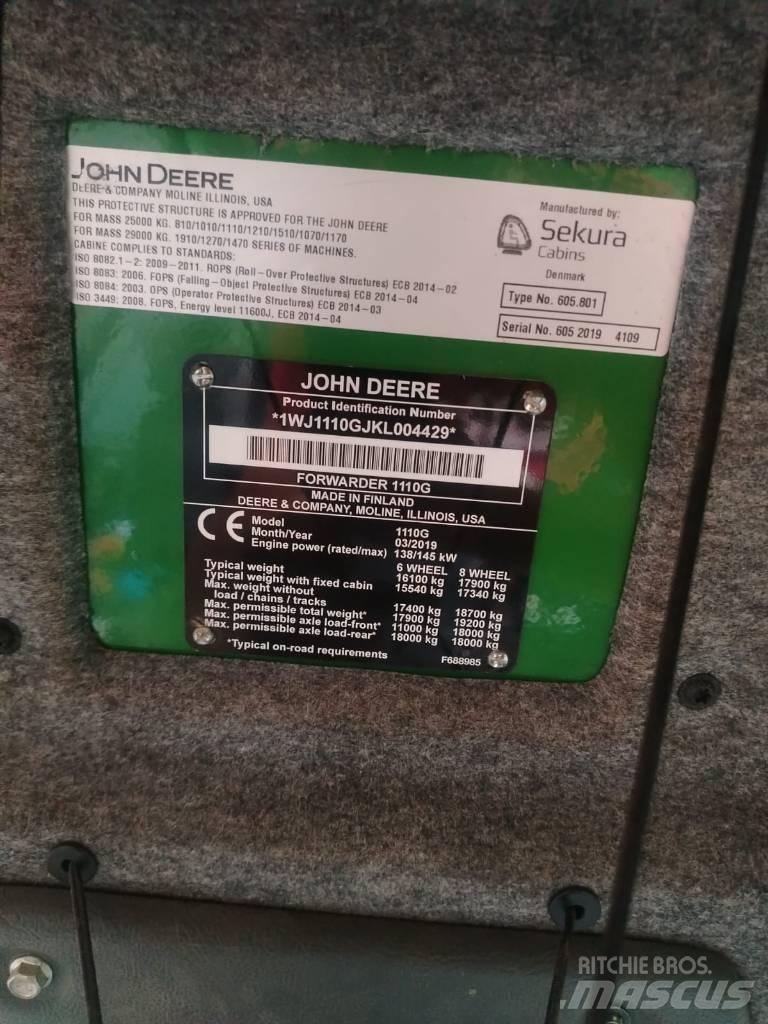 JOHN DEERE
DEERE & COMPANY MOLINE ILLINOIS, USA
THIS PROTECTIVE STRUCTURE IS APPROVED FOR THE JOHN DEERE
FOR MASS 25000 KG. 810/1010/1110/1210/1510/1070/1170
FOR MASS 29000 KG. 1910/1270/1470 SERIES OF MACHINES.
CABINE COMPLIES TO STANDARDS:
ISO 8082.1-2: 2009-2011. ROPS (Roll-Over Protective Structures) ECB 2014-02
ISO 8083: 2006. FOPS (Falling-Object Protective Structures) ECB 2014-04
ISO 8084: 2003. OPS (Operator Protective Structures) ECB 2014-03
ISO 3449: 2008. FOPS, Energy level 11600J, ECB 2014-04
Manufactured by:
Sekura
Cabins
Denmark
Type No. 605.801
Serial No. 605 2019 4109
JOHN DEERE
Product Identification Number
*1WJ1110GJKL004429*
FORWARDER 1110G
MADE IN FINLAND
DEERE & COMPANY, MOLINE, ILLINOIS, USA
CE
Model 1110G
Month/Year 03/2019
Engine power (rated/max) 138/145 kW
6 WHEEL 8 WHEEL
Typical weight 16100 kg 17900 kg
Typical weight with fixed cabin 15540 kg 17340 kg
Max. weight without
load / chains / tracks 17400 kg 18700 kg
Max. permissible total weight* 17900 kg 19200 kg
Max. permissible axle load-front* 11000 kg 18000 kg
Max. permissible axle load-rear* 18000 kg 18000 kg
*Typical on-road requirements F688985
RITCHIE BROS.
MASCUS